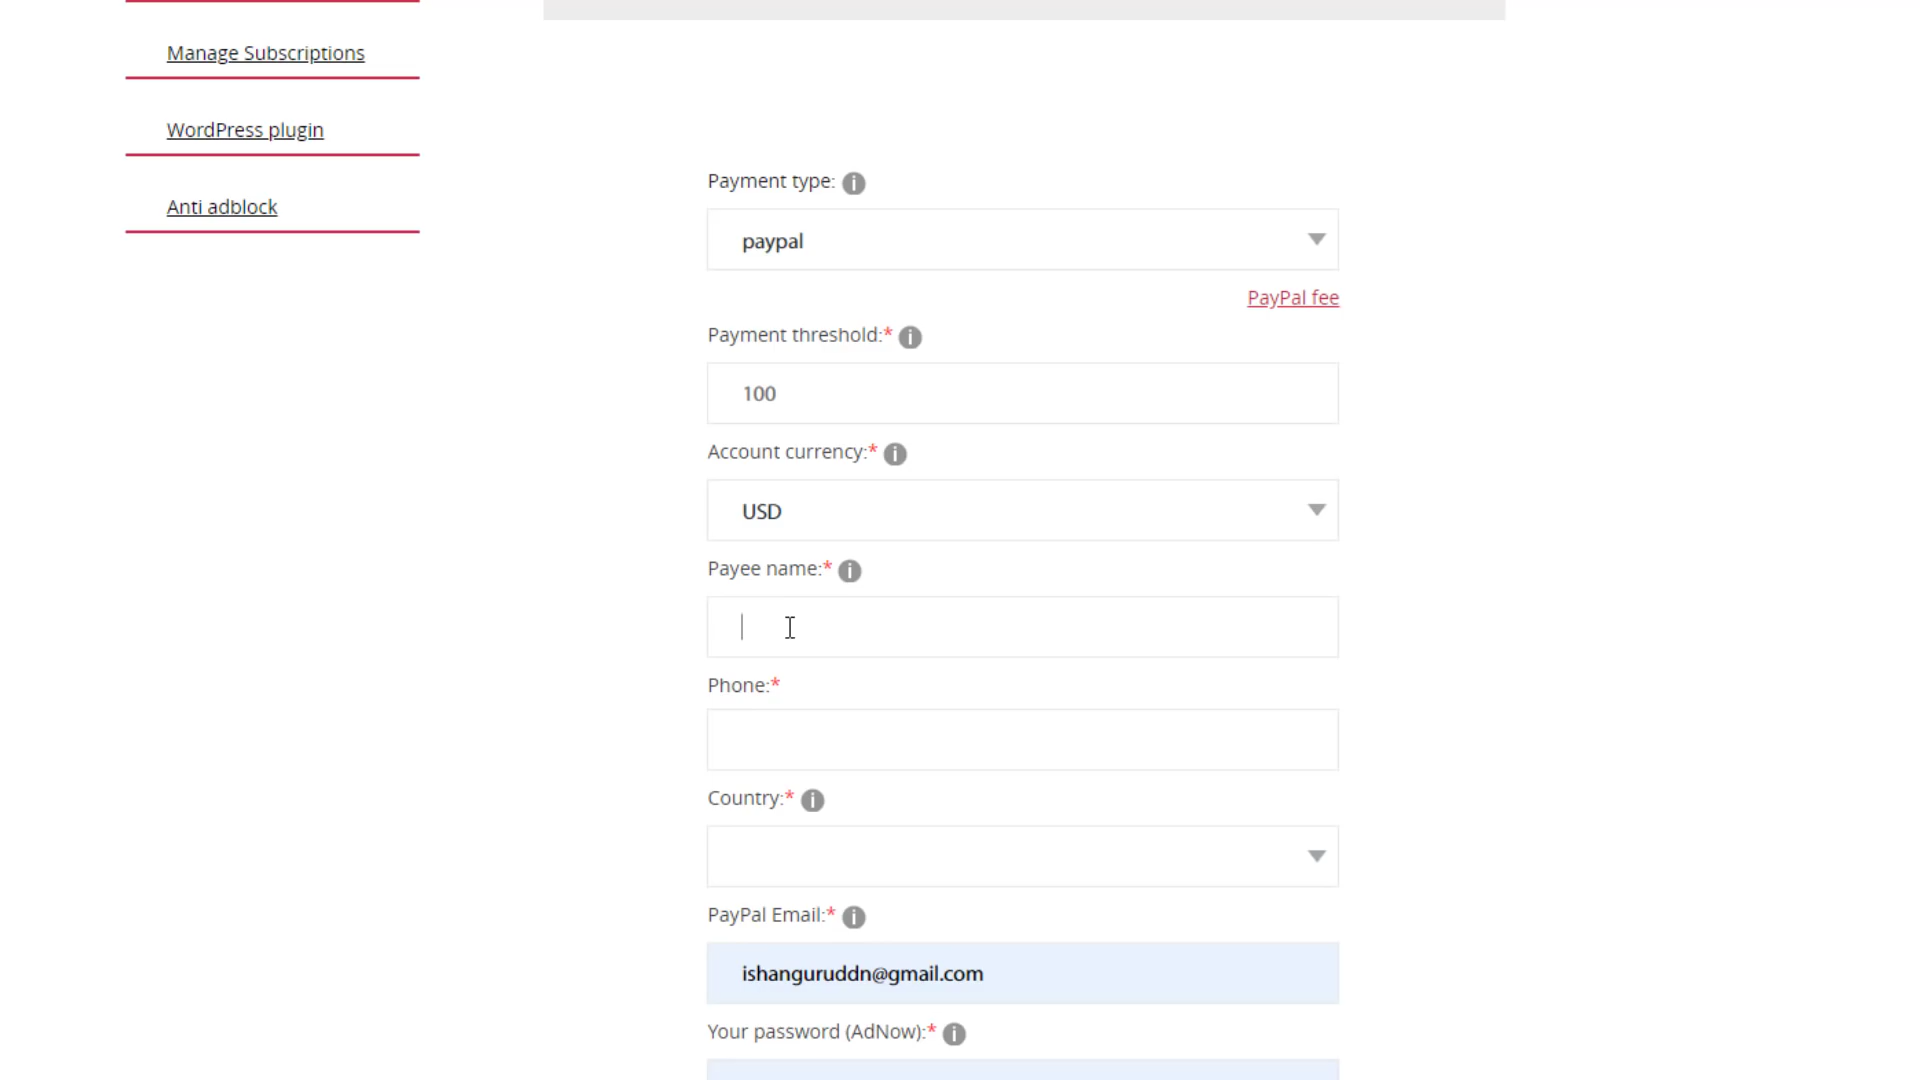 Manage Subscriptions
WordPress plugin
Anti adblock
Payment type:
paypal
PayPal fee
Payment threshold:*
100
Account currency:*
USD
Payee name:*
Phone:*
Country:*
PayPal Email:*
ishanguruddn@gmail.com
Your password (AdNow):*